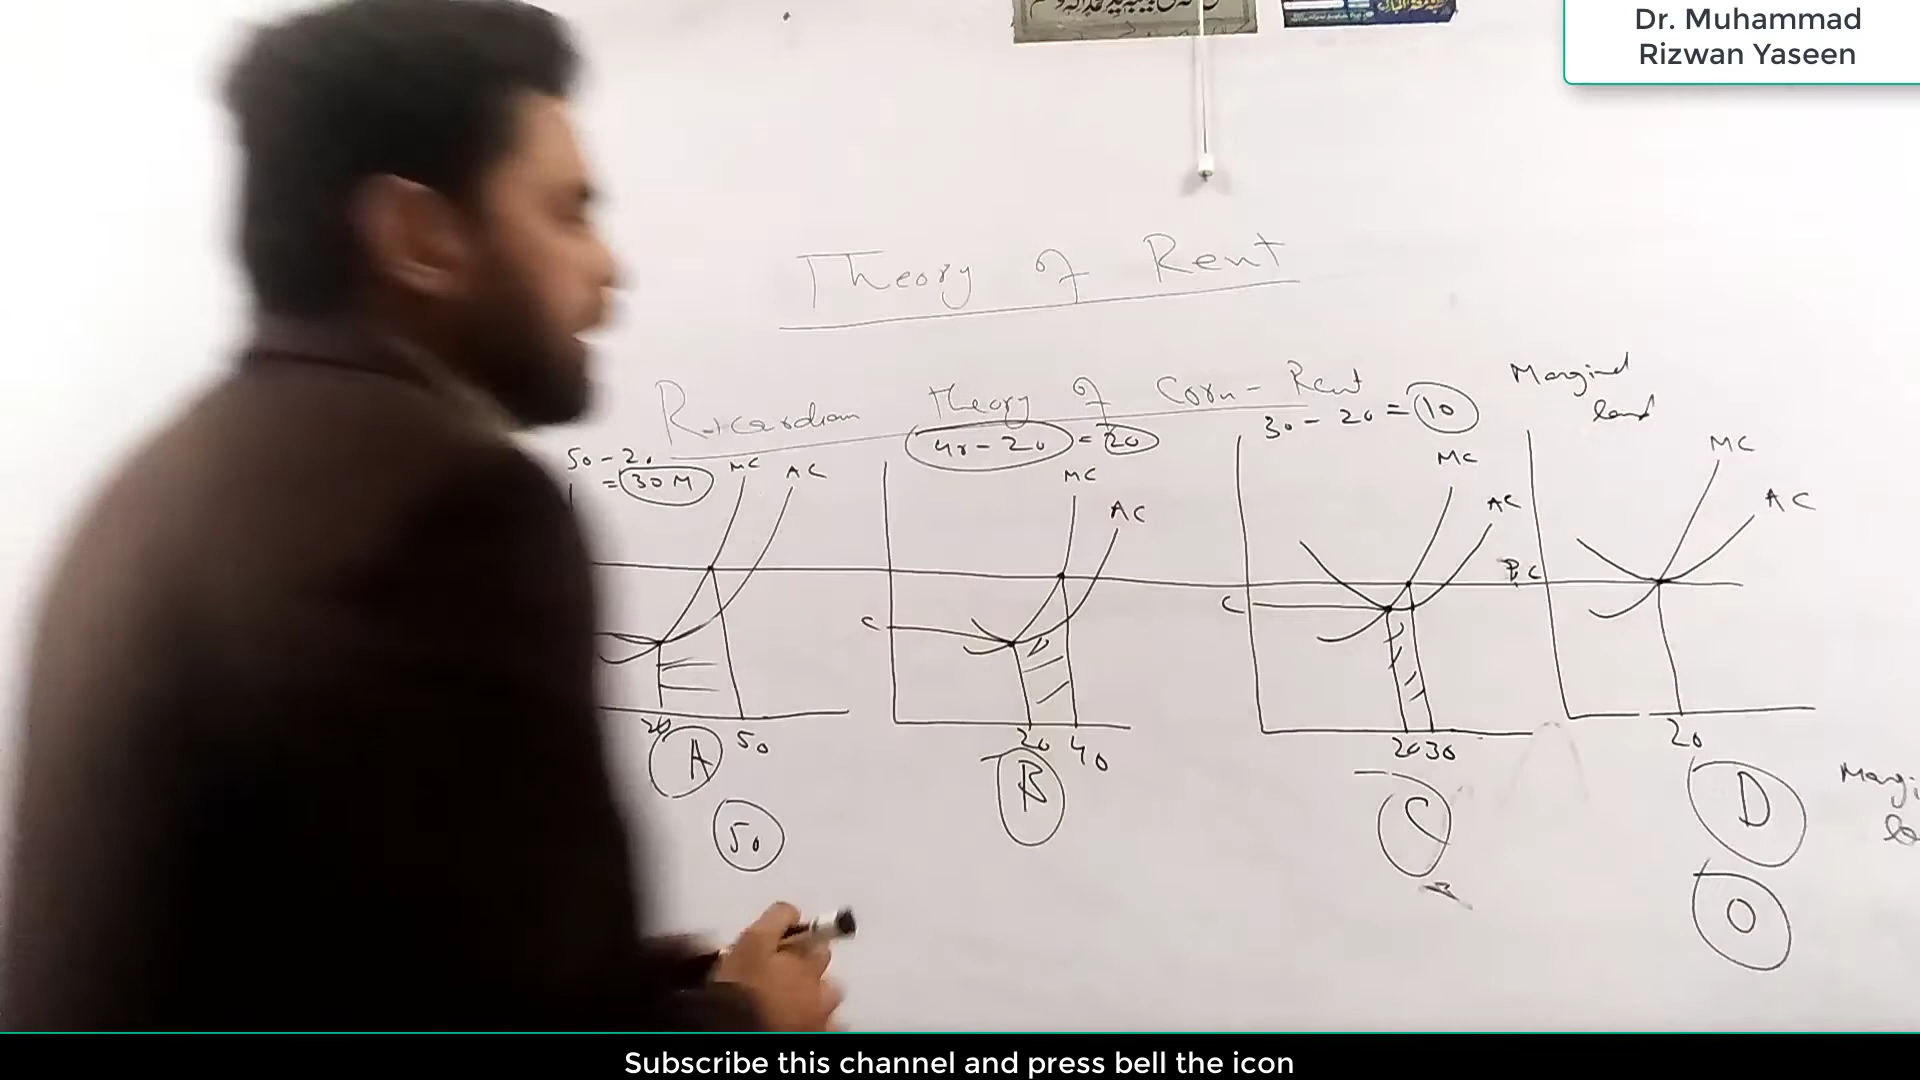 Dr. Muhammad
Rizwan Yaseen
Theory of Rent
Ricardian Theory of Corn-Rent
50-20
=30M
40-20=20
30-20=10
Marginal
land
MC
AC
MC
AC
MC
AC
MC
AC
C
C
20
50
20 40
20 30
20
A
B
C
D
50
0
Subscribe this channel and press bell the icon